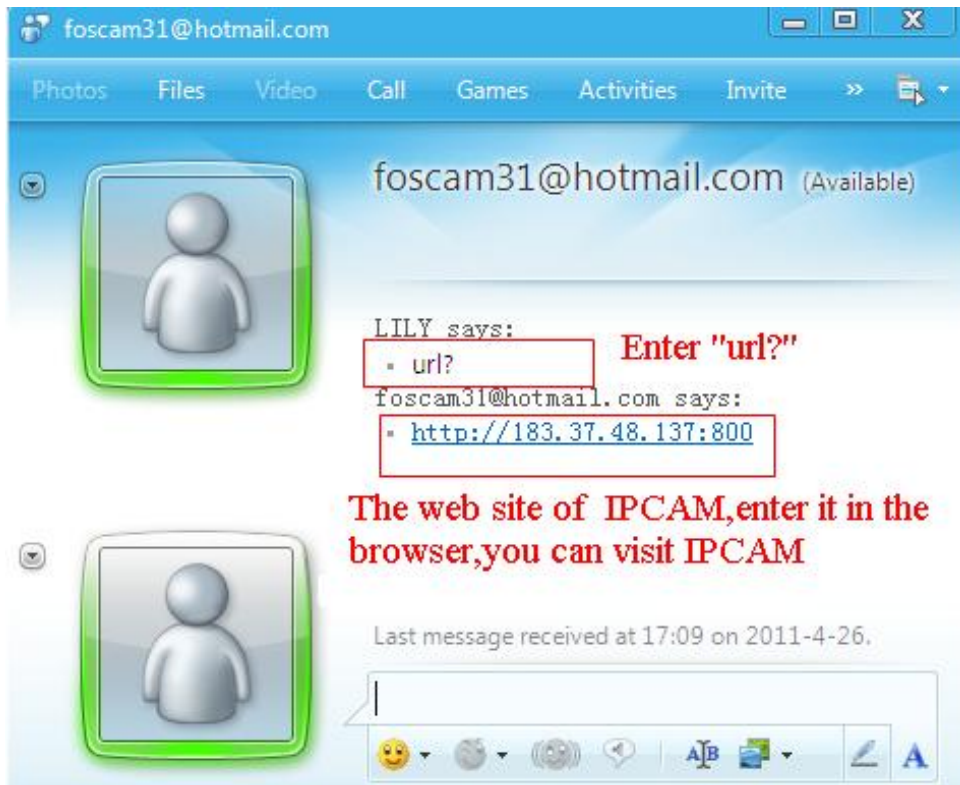 foscam31@hotmail.com
Photos Files Video Call Games Activities Invite »
foscam31@hotmail.com (Available)
LILY says:
url?
Enter "url?"
foscam31@hotmail.com says:
http://183.37.48.137:800
The web site of IPCAM,enter it in the
browser,you can visit IPCAM
Last message received at 17:09 on 2011-4-26.